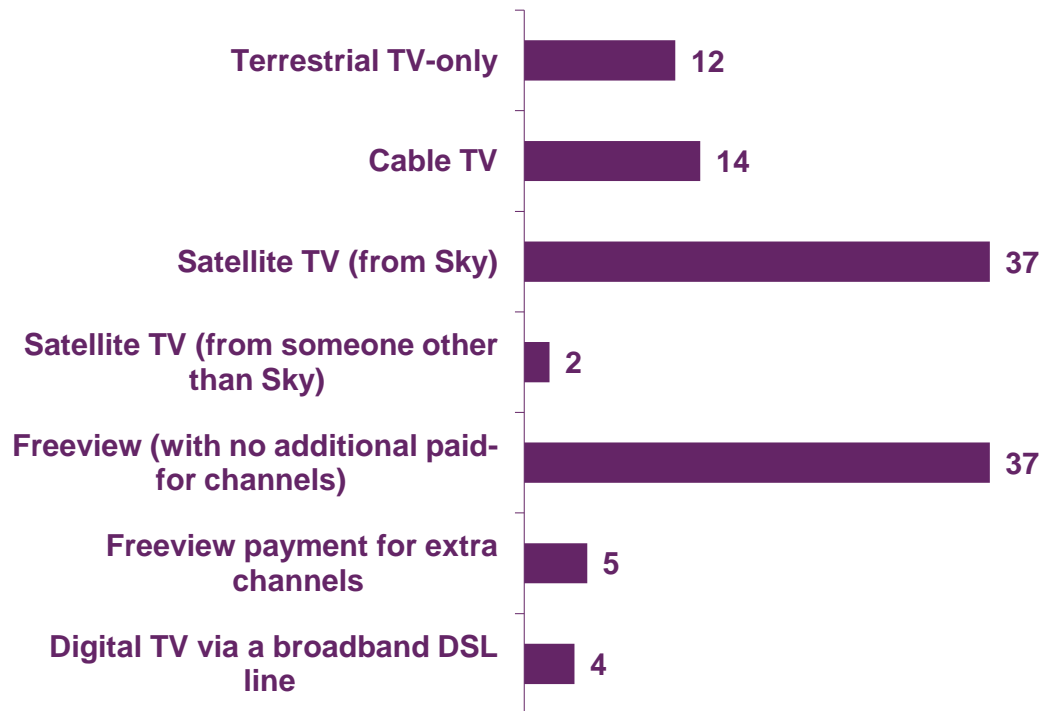 Terrestrial TV-only
12
Cable TV
14
Satellite TV (from Sky)
37
Satellite TV (from someone other
than Sky)
2
Freeview (with no additional paid-
for channels)
37
Freeview payment for extra
channels
5
Digital TV via a broadband DSL
line
4